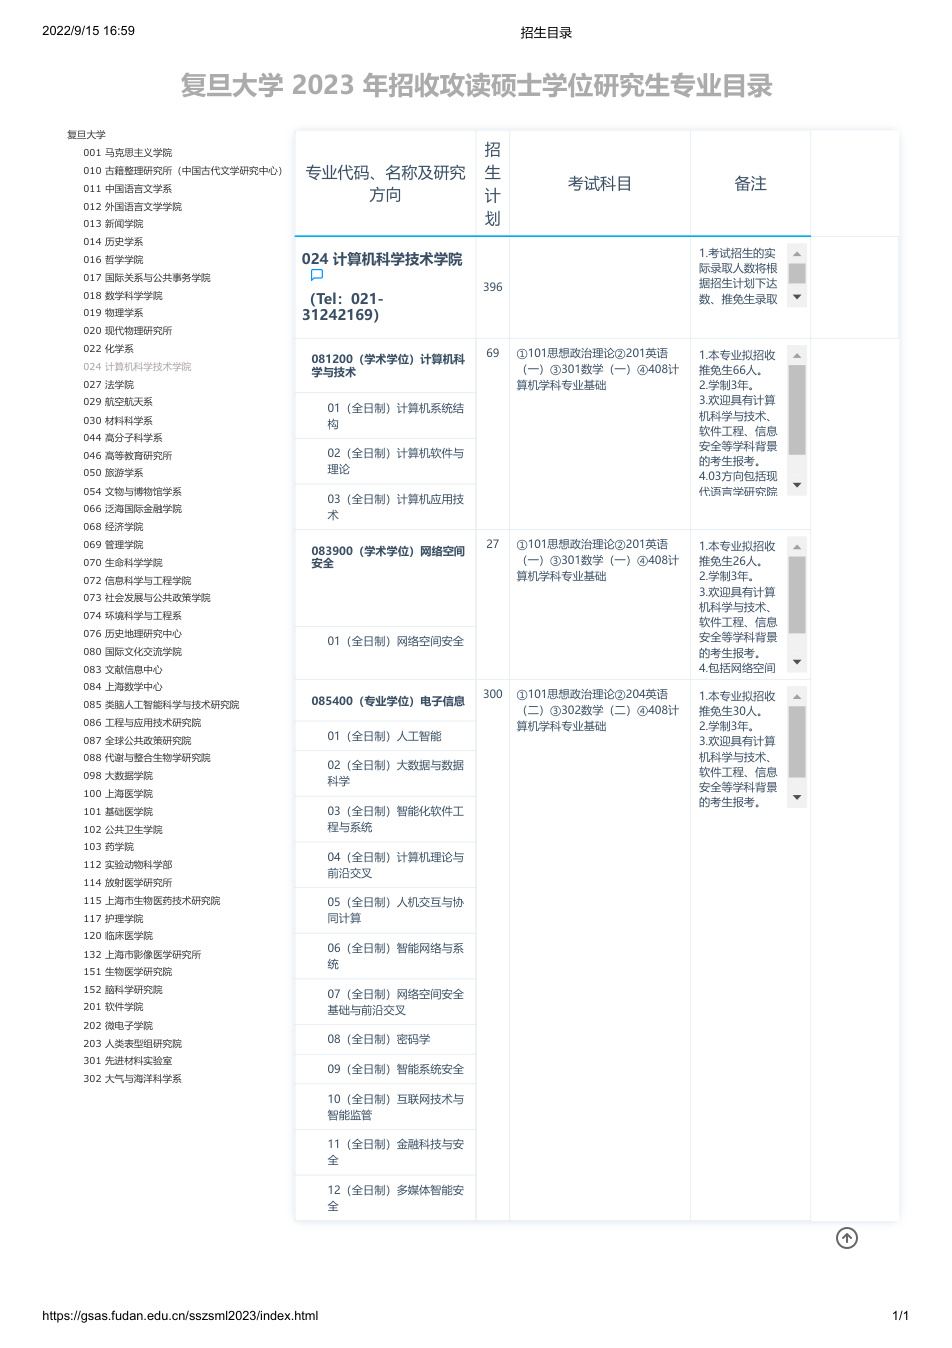 2022/9/15 16:59
招生目录
复旦大学 2023 年招收攻读硕士学位研究生专业目录
复旦大学
001 马克思主义学院
010 古籍整理研究所（中国古代文学研究中心）
011 中国语言文学系
012 外国语言文学学院
013 新闻学院
014 历史学系
016 哲学学院
017 国际关系与公共事务学院
018 数学科学学院
019 物理学系
020 现代物理研究所
022 化学系
024 计算机科学技术学院
027 法学院
029 航空航天系
030 材料科学系
044 高分子科学系
046 高等教育研究所
050 旅游学系
054 文物与博物馆学系
066 泛海国际金融学院
068 经济学院
069 管理学院
070 生命科学学院
072 信息科学与工程学院
073 社会发展与公共政策学院
074 环境科学与工程系
076 历史地理研究中心
080 国际文化交流学院
083 文献信息中心
084 上海数学中心
085 类脑人工智能科学与技术研究院
086 工程与应用技术研究院
087 全球公共政策研究院
088 代谢与整合生物学研究院
098 大数据学院
100 上海医学院
101 基础医学院
102 公共卫生学院
103 药学院
112 实验动物科学部
114 放射医学研究所
115 上海市生物医药技术研究院
117 护理学院
120 临床医学院
132 上海市影像医学研究所
151 生物医学研究院
152 脑科学研究院
201 软件学院
202 微电子学院
203 人类表型组研究院
301 先进材料实验室
302 大气与海洋科学系
专业代码、名称及研究
方向
招
生
计
划
考试科目
备注
024 计算机科学技术学院
（Tel：021-
31242169）
396
1.考试招生的实
际录取人数将根
据招生计划下达
数、推免生录取
081200（学术学位）计算机科
学与技术
01（全日制）计算机系统结
构
02（全日制）计算机软件与
理论
03（全日制）计算机应用技
术
69
①101思想政治理论②201英语
（一）③301数学（一）④408计
算机学科专业基础
1.本专业拟招收
推免生66人。
2.学制3年。
3.欢迎具有计算
机科学与技术、
软件工程、信息
安全等学科背景
的考生报考。
4.03方向包括现
代语言学研究院
083900（学术学位）网络空间
安全
01（全日制）网络空间安全
27
①101思想政治理论②201英语
（一）③301数学（一）④408计
算机学科专业基础
1.本专业拟招收
推免生26人。
2.学制3年。
3.欢迎具有计算
机科学与技术、
软件工程、信息
安全等学科背景
的考生报考。
4.包括网络空间
085400（专业学位）电子信息
01（全日制）人工智能
02（全日制）大数据与数据
科学
03（全日制）智能化软件工
程与系统
04（全日制）计算机理论与
前沿交叉
05（全日制）人机交互与协
同计算
06（全日制）智能网络与系
统
07（全日制）网络空间安全
基础与前沿交叉
08（全日制）密码学
09（全日制）智能系统安全
10（全日制）互联网技术与
智能监管
11（全日制）金融科技与安
全
12（全日制）多媒体智能安
全
300
①101思想政治理论②204英语
（二）③302数学（二）④408计
算机学科专业基础
1.本专业拟招收
推免生30人。
2.学制3年。
3.欢迎具有计算
机科学与技术、
软件工程、信息
安全等学科背景
的考生报考。
https://gsas.fudan.edu.cn/sszsml2023/index.html
1/1